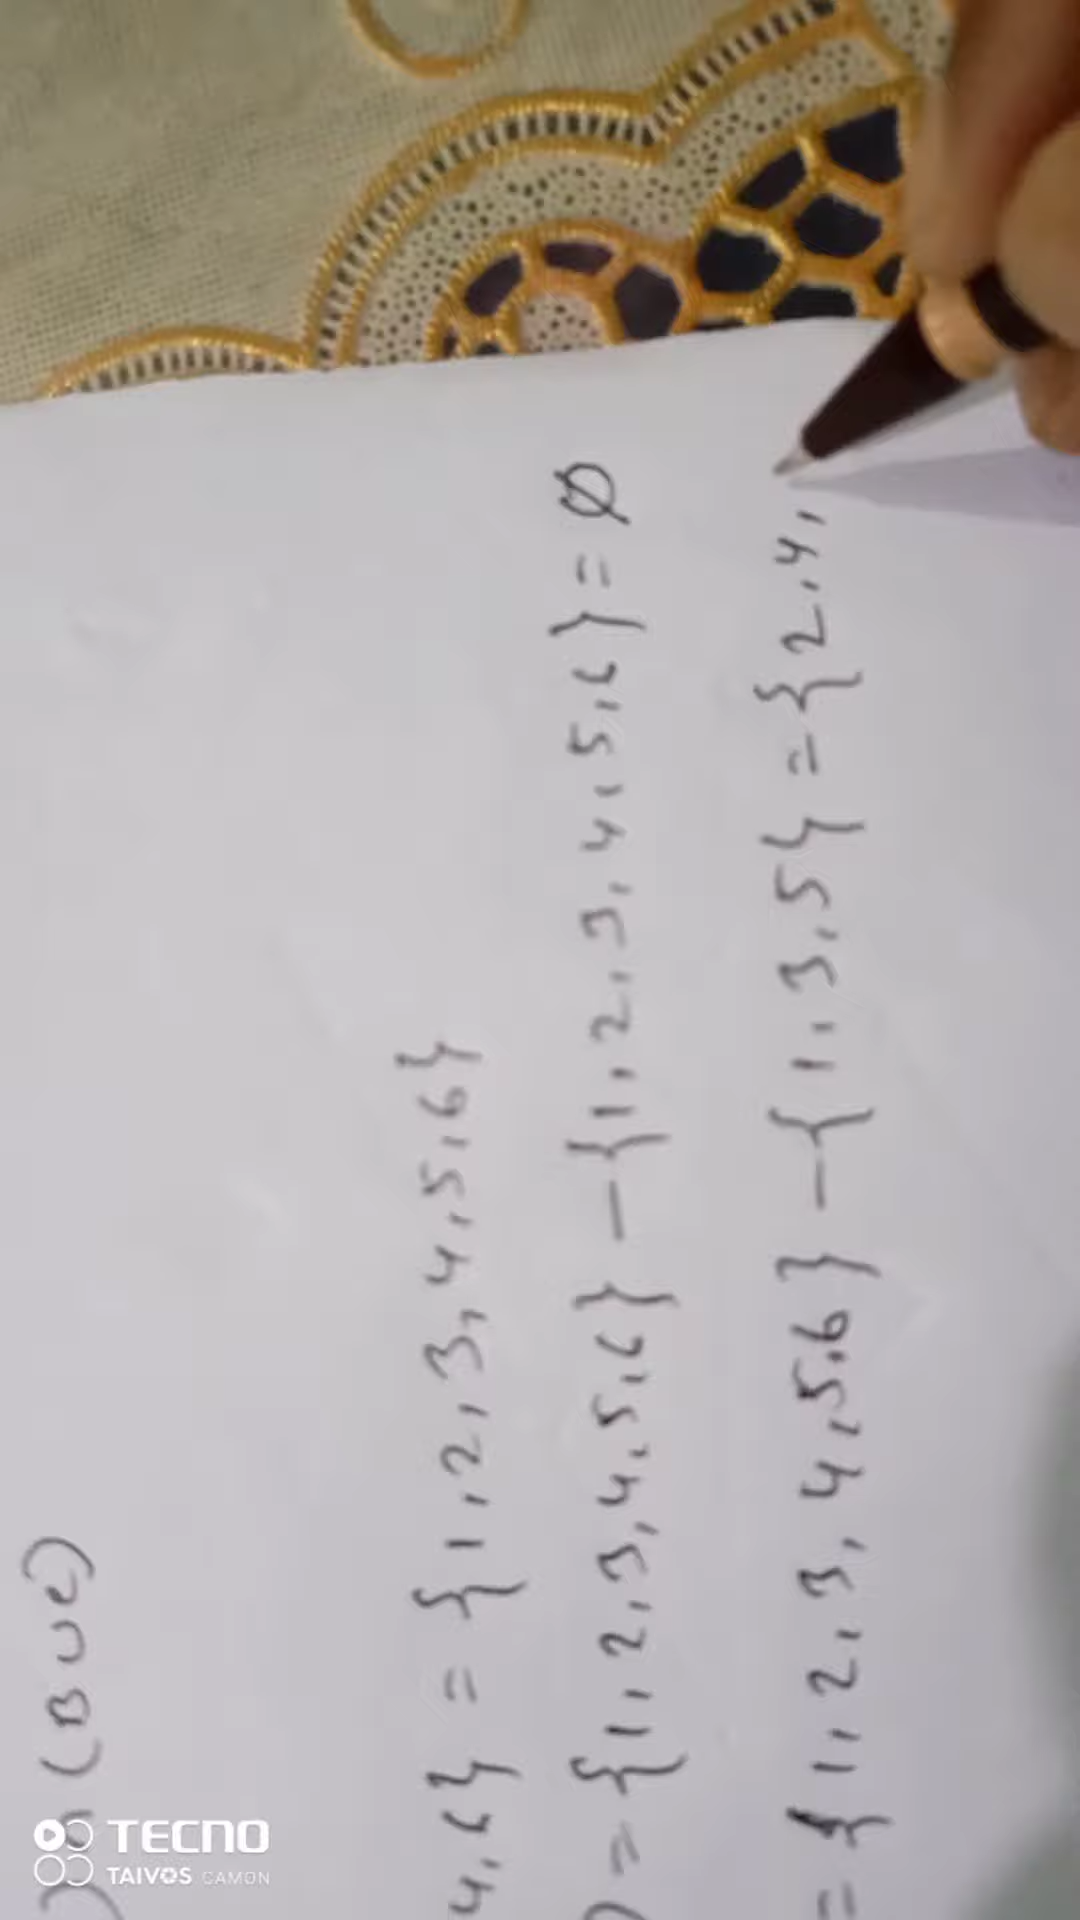 ) ∩ (B ∪ C)
4,6} = {1,2,3,4,5,6}
) = {1,2,3,4,5,6} - {1,2,3,4,5,6} = Ø
= {1,2,3,4,5,6} - {1,3,5} = {2,4,
TECNO
TAIVOS CAMON